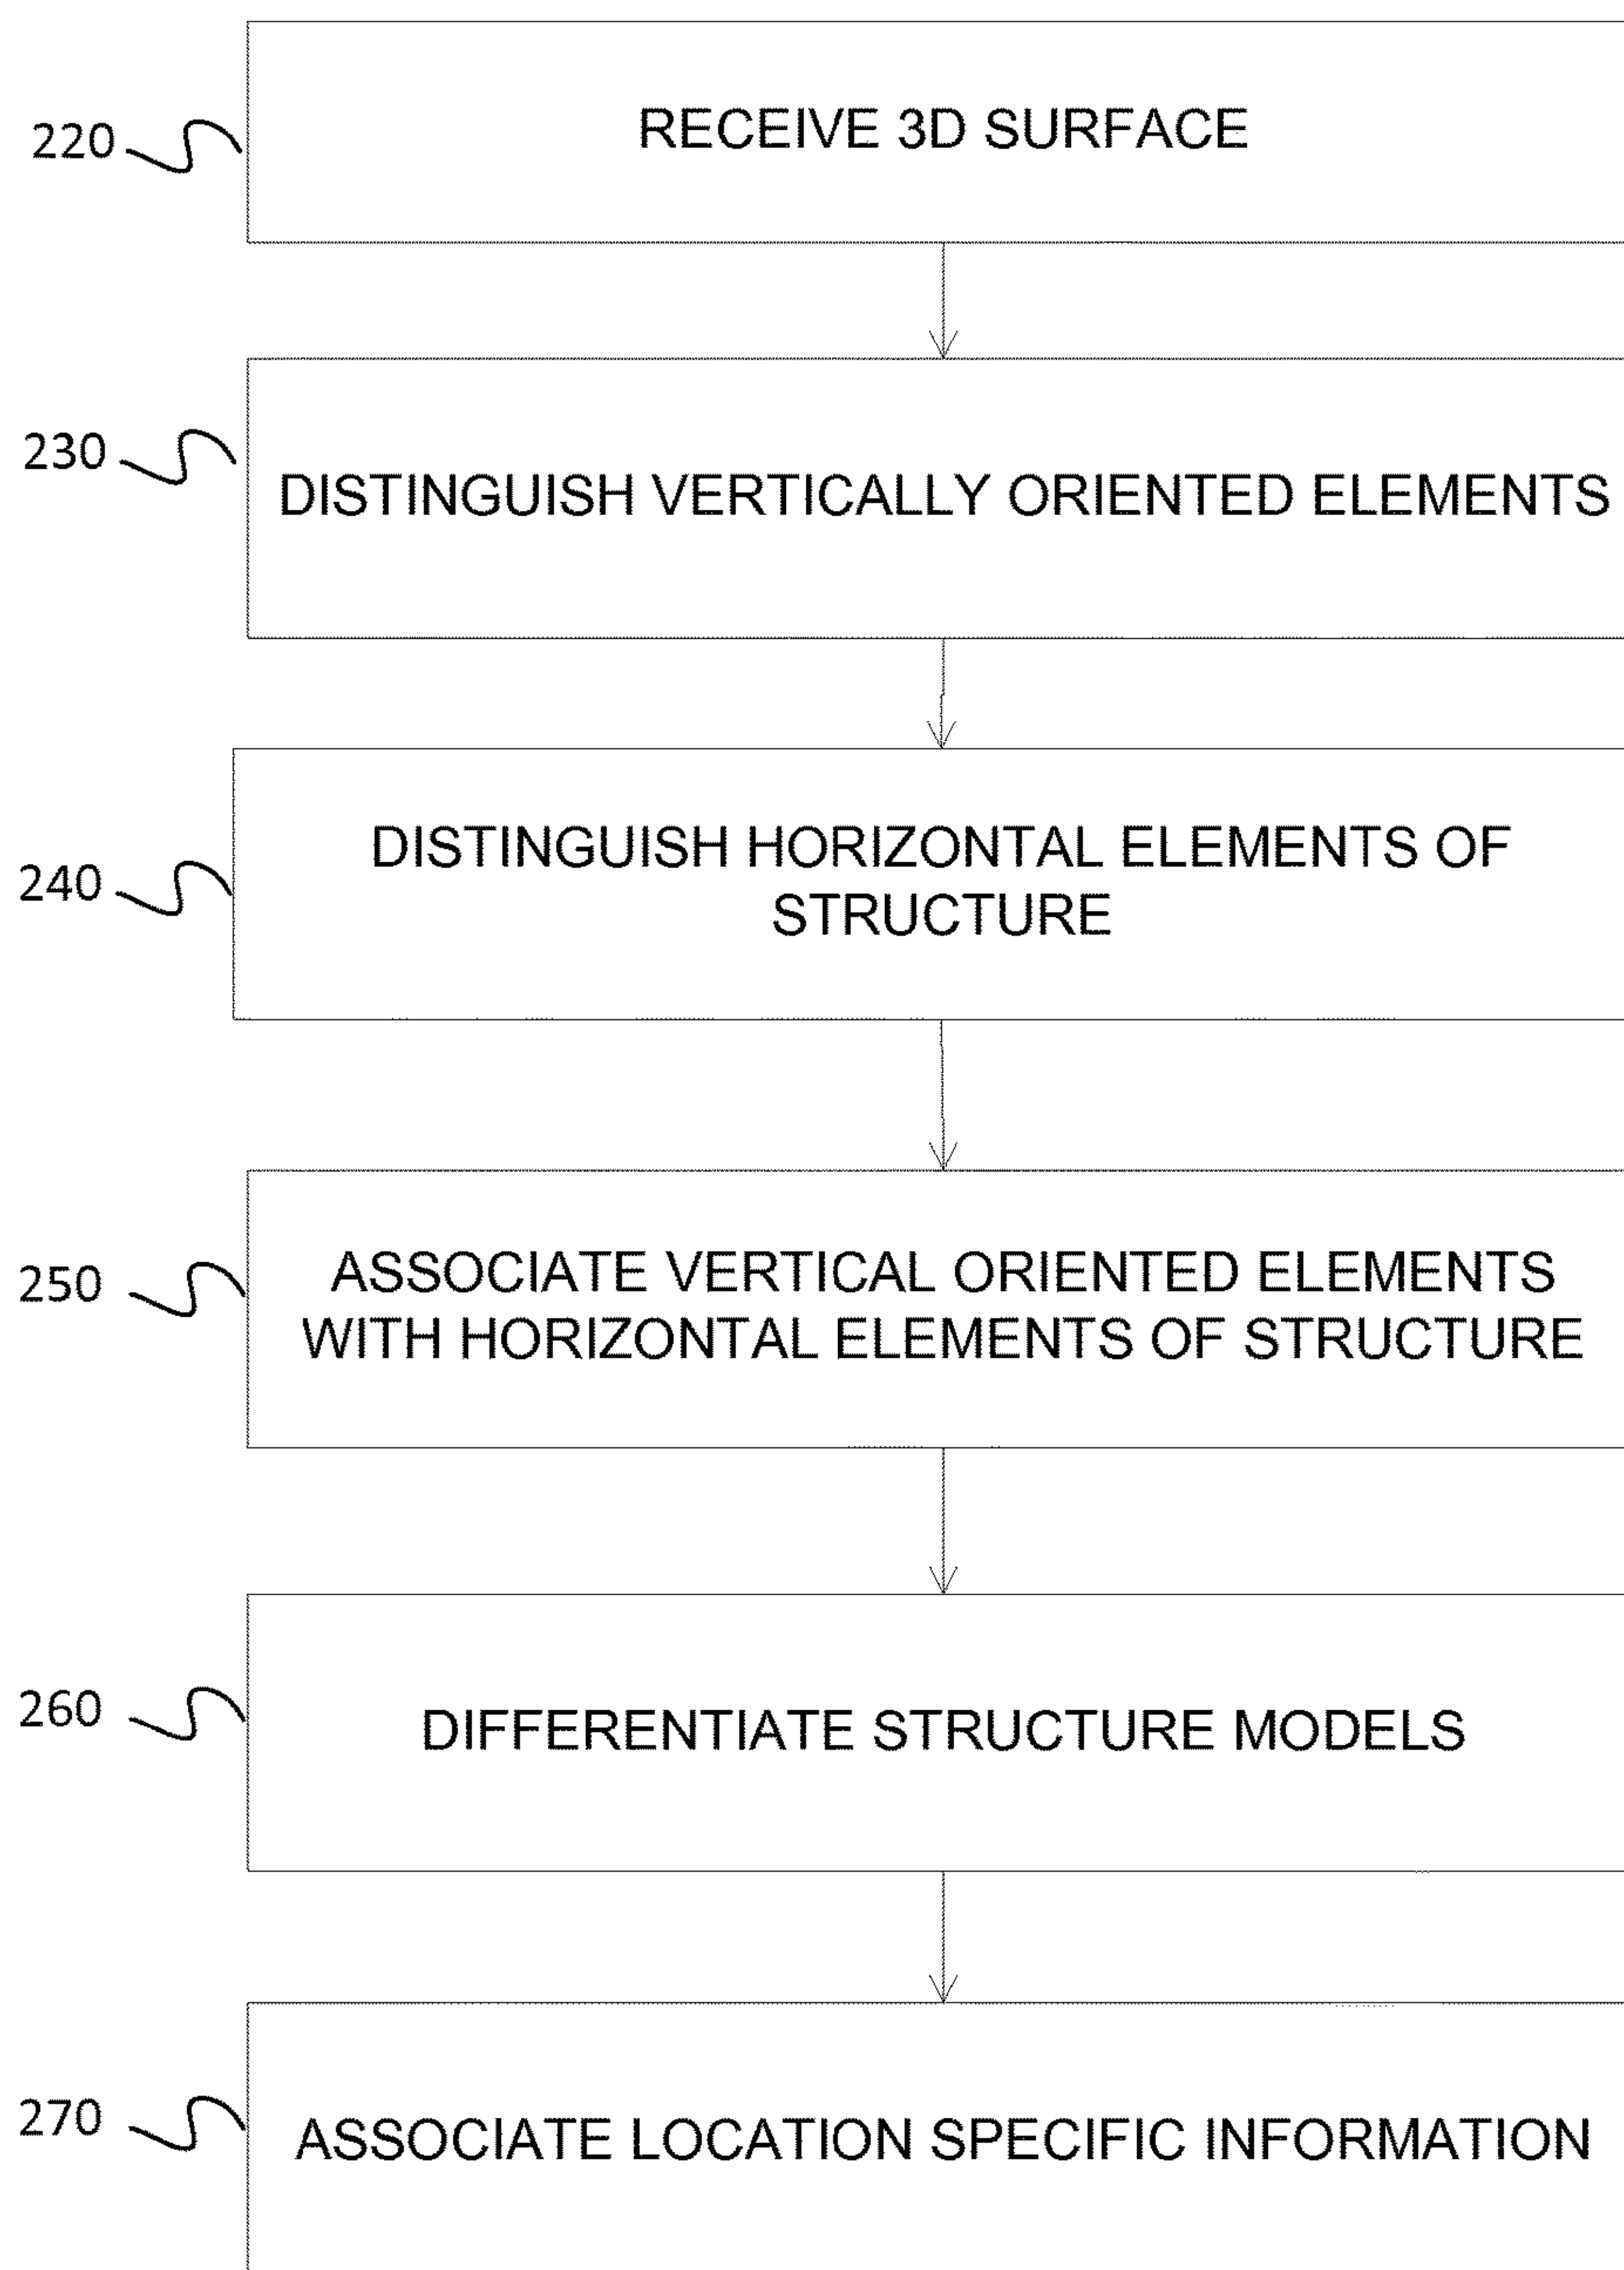 220
RECEIVE 3D SURFACE
230
DISTINGUISH VERTICALLY ORIENTED ELEMENTS
240
DISTINGUISH HORIZONTAL ELEMENTS OF
STRUCTURE
250
ASSOCIATE VERTICAL ORIENTED ELEMENTS
WITH HORIZONTAL ELEMENTS OF STRUCTURE
260
DIFFERENTIATE STRUCTURE MODELS
270
ASSOCIATE LOCATION SPECIFIC INFORMATION